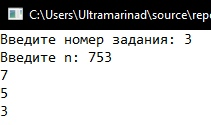 C:\Users\Ultramarinad\source\repo
Введите номер задания: 3
Введите n: 753
7
5
3